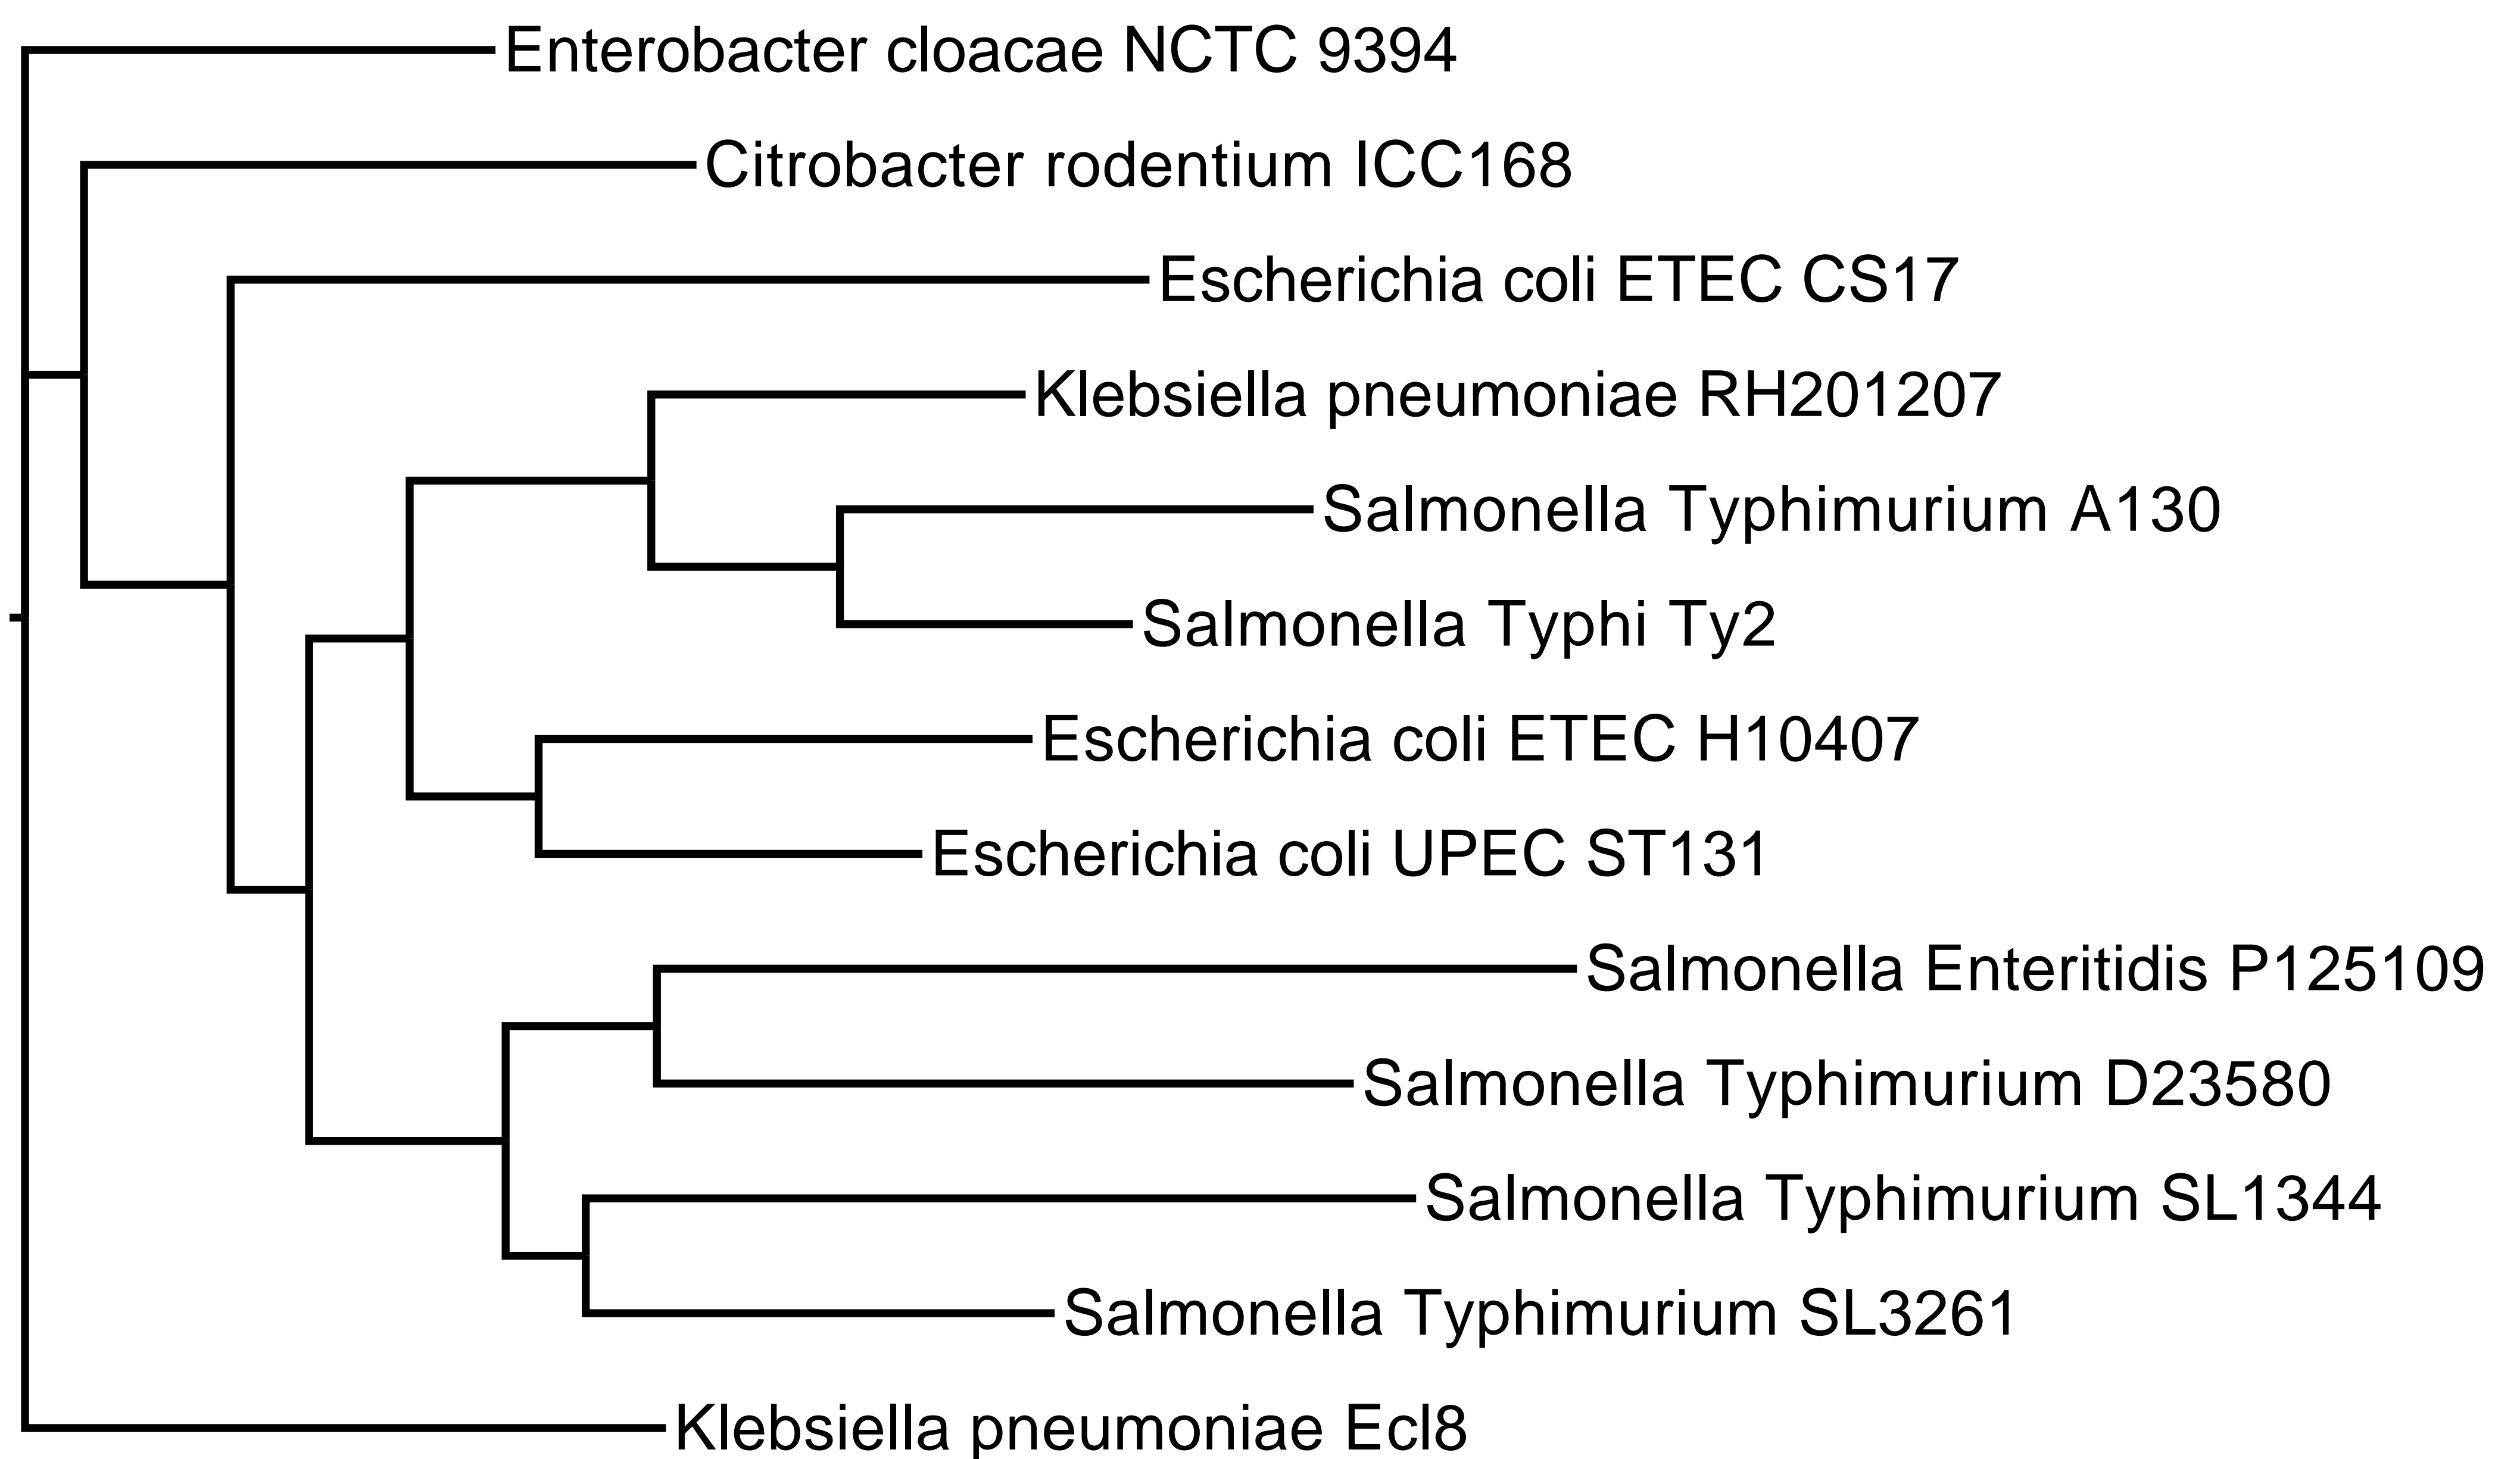 Enterobacter cloacae NCTC 9394
Citrobacter rodentium ICC168
Escherichia coli ETEC CS17
Klebsiella pneumoniae RH201207
Salmonella Typhimurium A130
Salmonella Typhi Ty2
Escherichia coli ETEC H10407
Escherichia coli UPEC ST131
Salmonella Enteritidis P125109
Salmonella Typhimurium D23580
Salmonella Typhimurium SL1344
Salmonella Typhimurium SL3261
Klebsiella pneumoniae Ecl8